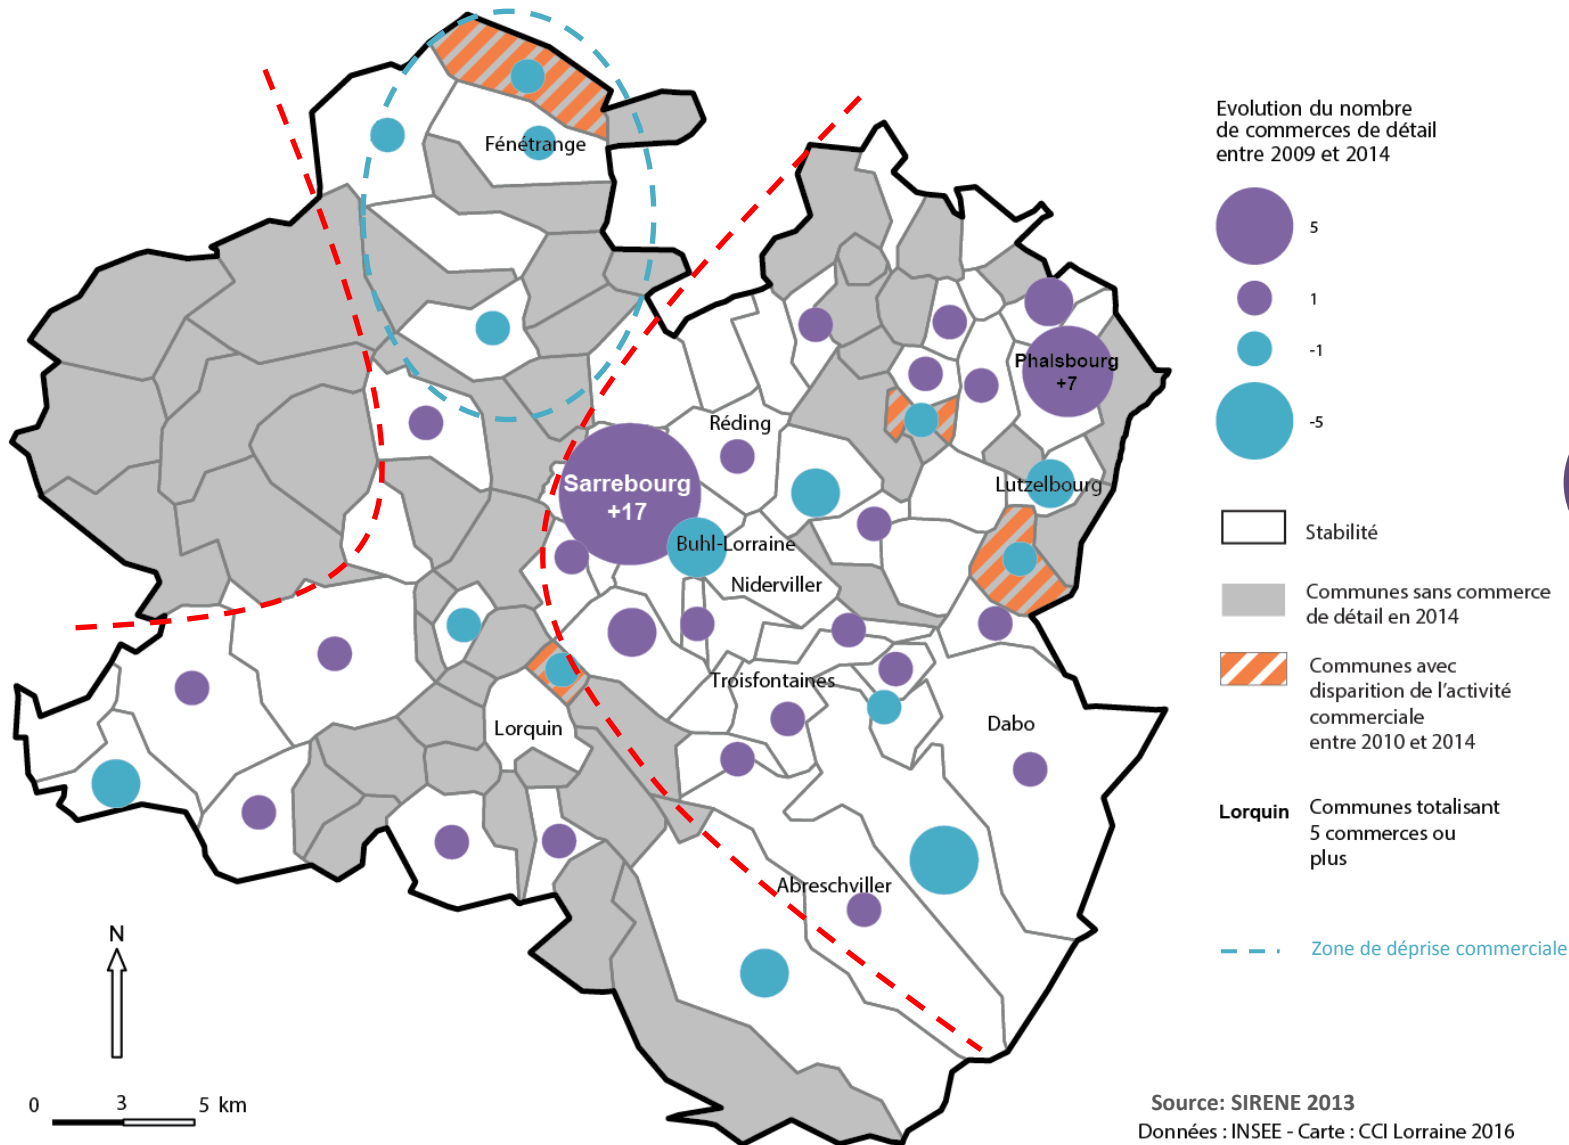 Evolution du nombre
de commerces de détail
entre 2009 et 2014
5
1
-1
-5
Stabilité
Communes sans commerce
de détail en 2014
Communes avec
disparition de l'activité
commerciale
entre 2010 et 2014
Lorquin
Communes totalisant
5 commerces ou
plus
Zone de déprise commerciale
Fénétrange
Phalsbourg
+7
Réding
Sarrebourg
+17
Lutzelbourg
Buhl-Lorraine
Niderviller
Troisfontaines
Lorquin
Dabo
Abreschviller
N
0 3 5 km
Source: SIRENE 2013
Données : INSEE - Carte : CCI Lorraine 2016